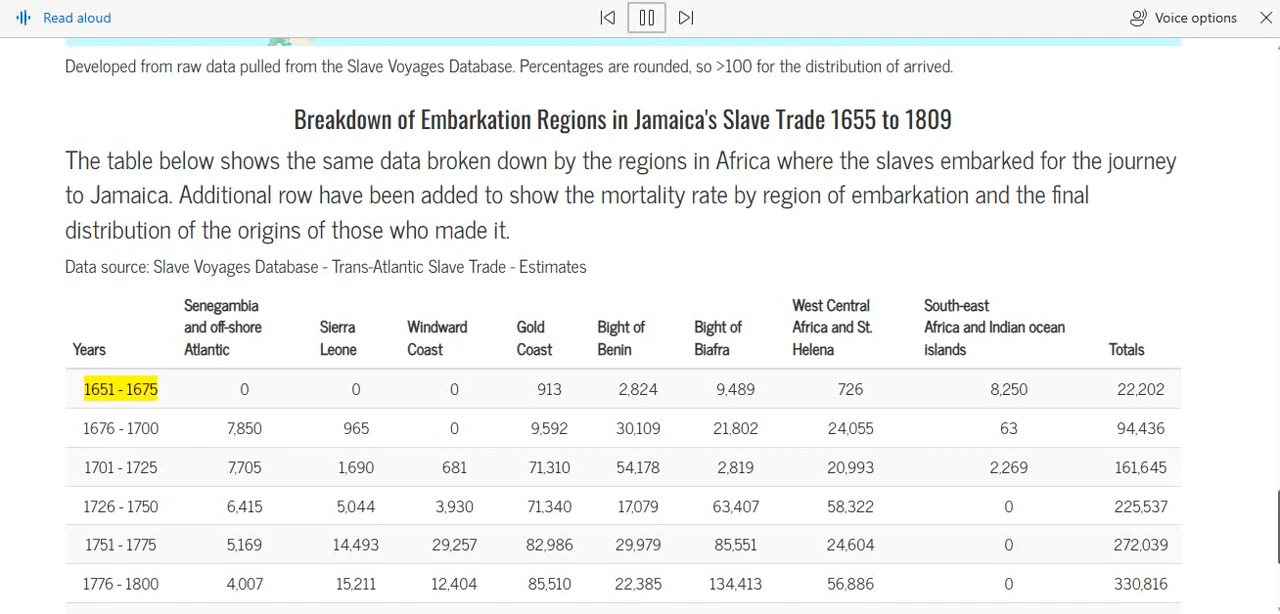 Read aloud
Voice options
Developed from raw data pulled from the Slave Voyages Database. Percentages are rounded, so >100 for the distribution of arrived.
Breakdown of Embarkation Regions in Jamaica's Slave Trade 1655 to 1809
The table below shows the same data broken down by the regions in Africa where the slaves embarked for the journey
to Jamaica. Additional row have been added to show the mortality rate by region of embarkation and the final
distribution of the origins of those who made it.
Data source: Slave Voyages Database - Trans-Atlantic Slave Trade - Estimates
Years Senegambia and off-shore Atlantic Sierra Leone Windward Coast Gold Coast Bight of Benin Bight of Biafra West Central Africa and St. Helena South-east Africa and Indian ocean islands Totals
1651 - 1675 0 0 0 913 2,824 9,489 726 8,250 22,202
1676 - 1700 7,850 965 0 9,592 30,109 21,802 24,055 63 94,436
1701 - 1725 7,705 1,690 681 71,310 54,178 2,819 20,993 2,269 161,645
1726 - 1750 6,415 5,044 3,930 71,340 17,079 63,407 58,322 0 225,537
1751 - 1775 5,169 14,493 29,257 82,986 29,979 85,551 24,604 0 272,039
1776 - 1800 4,007 15,211 12,404 85,510 22,385 134,413 56,886 0 330,816